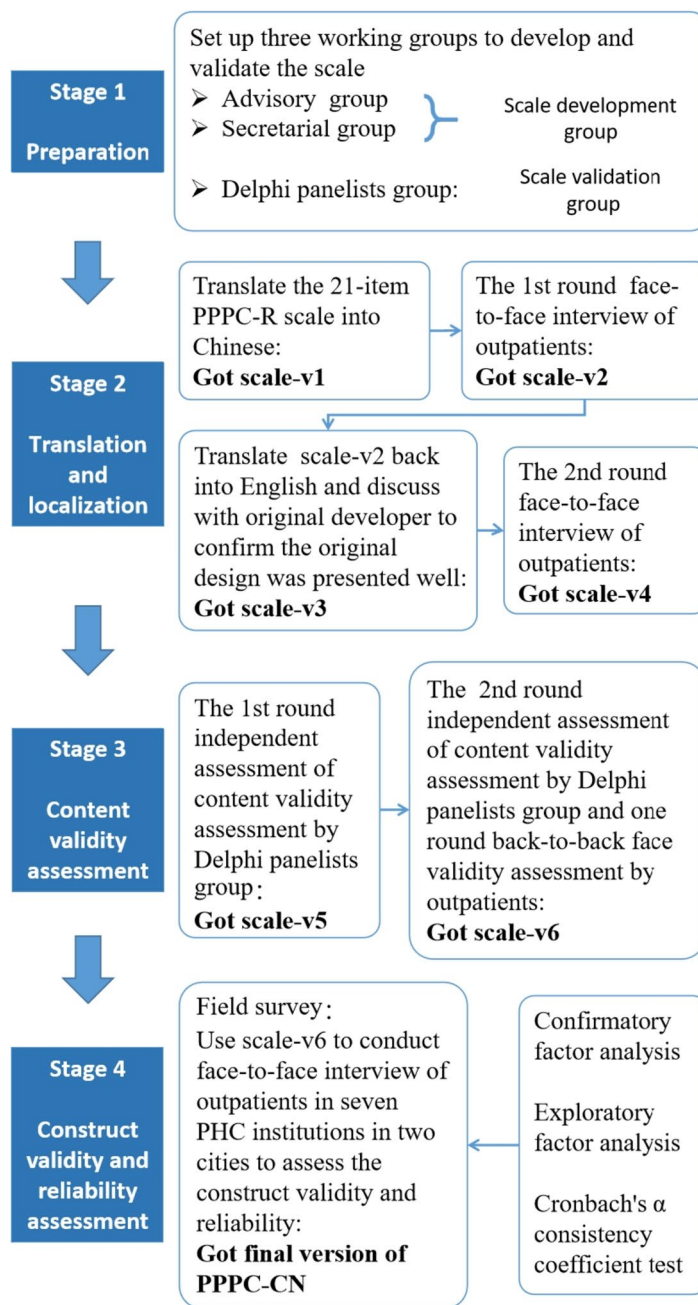 Stage 1
Preparation
Set up three working groups to develop and
validate the scale
➢ Advisory group
➢ Secretarial group
Scale development
group
➢ Delphi panelists group:
Scale validation
group
Stage 2
Translation
and
localization
Translate the 21-item
PPPC-R scale into
Chinese:
Got scale-v1
The 1st round face-
to-face interview of
outpatients:
Got scale-v2
Translate scale-v2 back
into English and discuss
with original developer to
confirm the original
design was presented well:
Got scale-v3
The 2nd round
face-to-face
interview of
outpatients:
Got scale-v4
Stage 3
Content
validity
assessment
The 1st round
independent
assessment of
content validity
assessment by
Delphi panelists
group：
Got scale-v5
The 2nd round
independent assessment
of content validity
assessment by Delphi
panelists group and one
round back-to-back face
validity assessment by
outpatients:
Got scale-v6
Stage 4
Construct
validity and
reliability
assessment
Field survey：
Use scale-v6 to conduct
face-to-face interview of
outpatients in seven
PHC institutions in two
cities to assess the
construct validity and
reliability:
Got final version of
PPPC-CN
Confirmatory
factor analysis
Exploratory
factor analysis
Cronbach's α
consistency
coefficient test